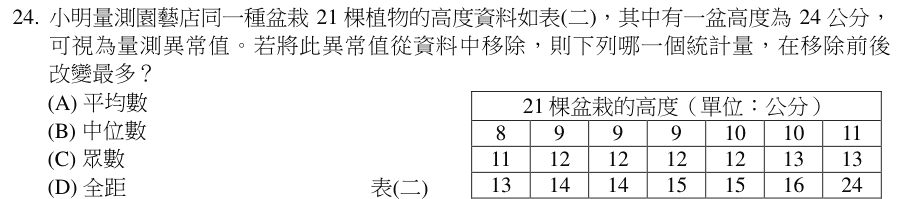 24. 小明量測園藝店同一種盆栽 21 棵植物的高度資料如表(二),其中有一盆高度為 24 公分,
可視為量測異常值。若將此異常值從資料中移除,則下列哪一個統計量,在移除前後
改變最多?
(A) 平均數
(B) 中位數
(C) 眾數
(D) 全距
表(二)
21 棵盆栽的高度(單位:公分)
8 9 9 9 10 10 11
11 12 12 12 12 13 13
13 14 14 15 15 16 24